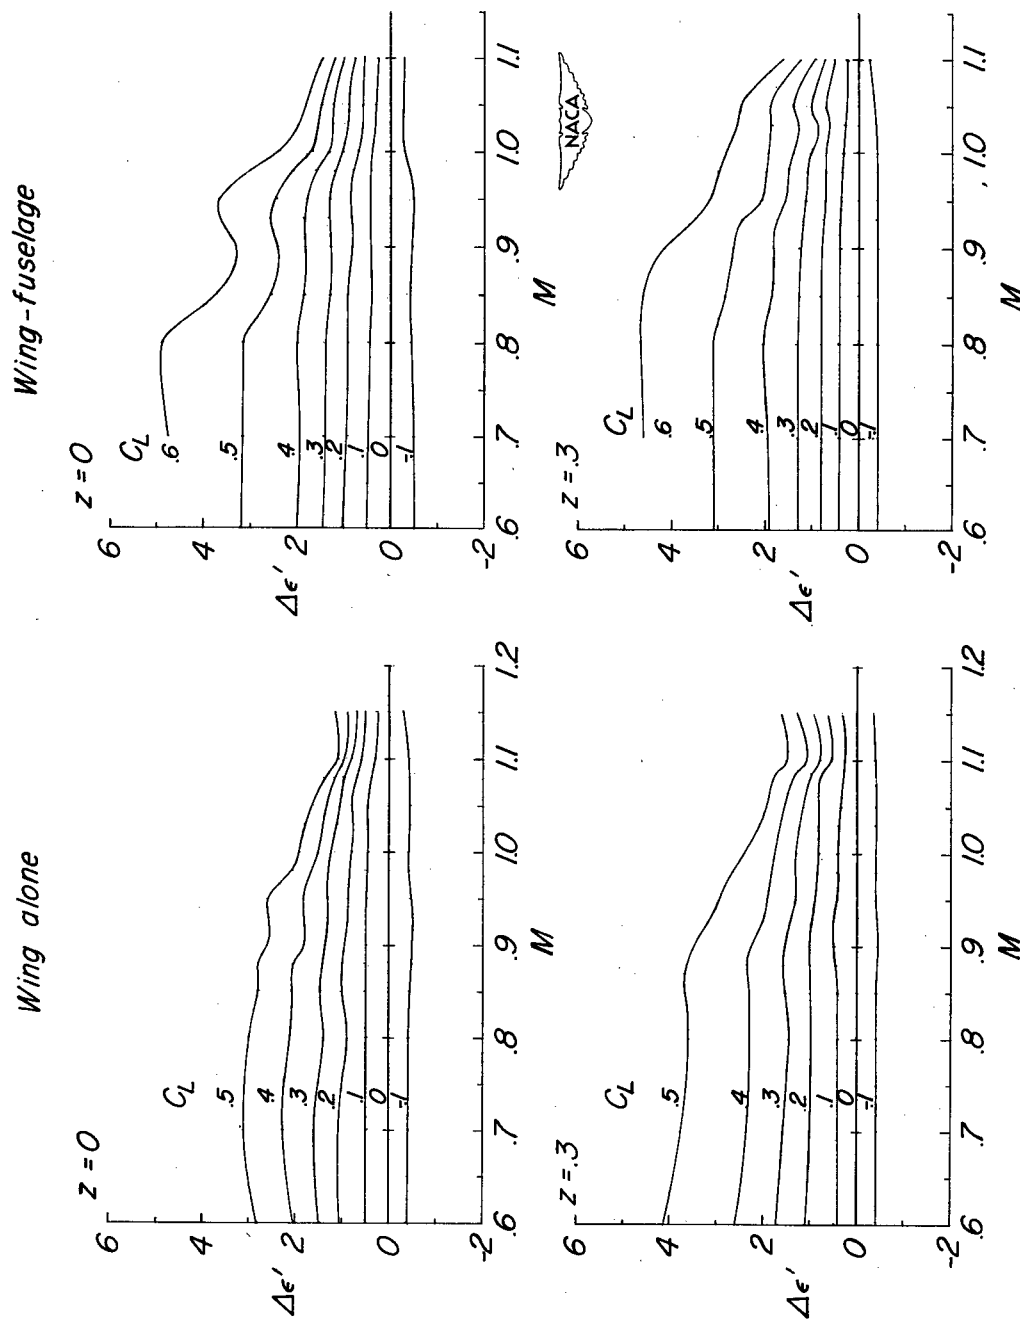 Wing alone
Wing-fuselage
z = 0
CL
.5
.4
.3
.2
.1
0
-.1
6
4
2
0
-2
Δϵ'
.6 .7 .8 .9 1.0 1.1 1.2
M
z = 0
CL
.6
.5
.4
.3
.2
.1
0
-.1
6
4
2
0
-2
Δϵ'
.6 .7 .8 .9 1.0 1.1
M
z = .3
CL
.5
.4
.3
.2
.1
0
-.1
6
4
2
0
-2
Δϵ'
.6 .7 .8 .9 1.0 1.1 1.2
M
NACA
z = .3
CL
.6
.5
.4
.3
.2
.1
0
-.1
6
4
2
0
-2
Δϵ'
.6 .7 .8 .9 1.0 1.1
M